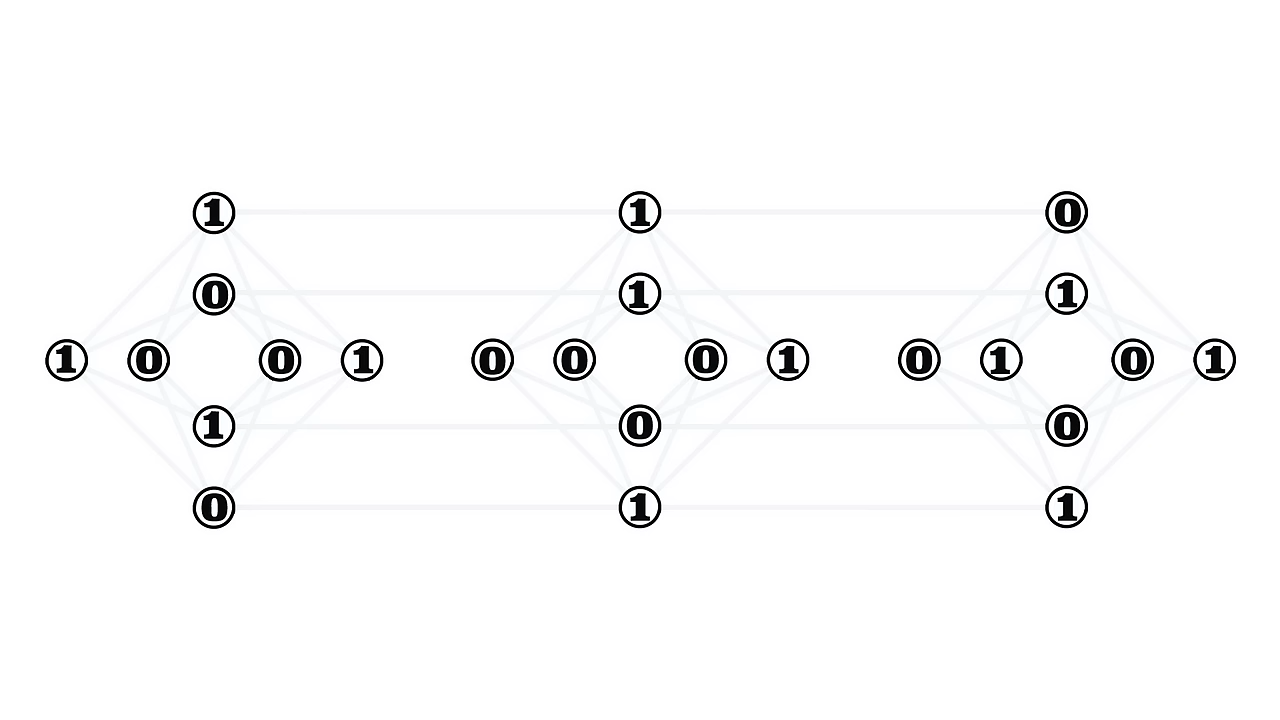 1 1 0
0 1 1
1 0 0 1 0 0 0 1 0 1 0 1
1 0 0
0 1 1